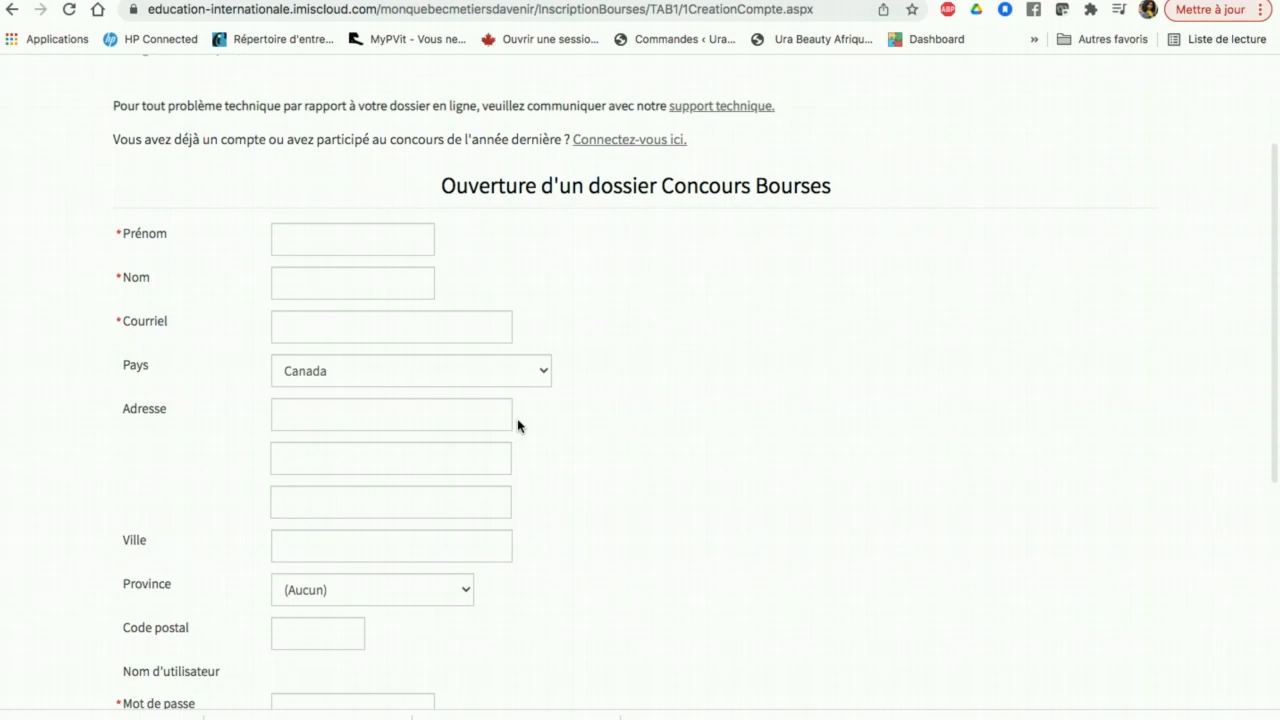 education-internationale.imiscloud.com/monquebecmetiersdavenir/InscriptionBourses/TAB1/1CreationCompte.aspx
Mettre à jour
Applications
HP Connected
Répertoire d'entre...
MyPVit - Vous ne...
Ouvrir une sessio...
Commandes ‹ Ura...
Ura Beauty Afriqu...
Dashboard
»
Autres favoris
Liste de lecture
Pour tout problème technique par rapport à votre dossier en ligne, veuillez communiquer avec notre support technique.
Vous avez déjà un compte ou avez participé au concours de l'année dernière ? Connectez-vous ici.
Ouverture d'un dossier Concours Bourses
*Prénom
*Nom
*Courriel
Pays
Canada
Adresse
Ville
Province
(Aucun)
Code postal
Nom d'utilisateur
*Mot de passe